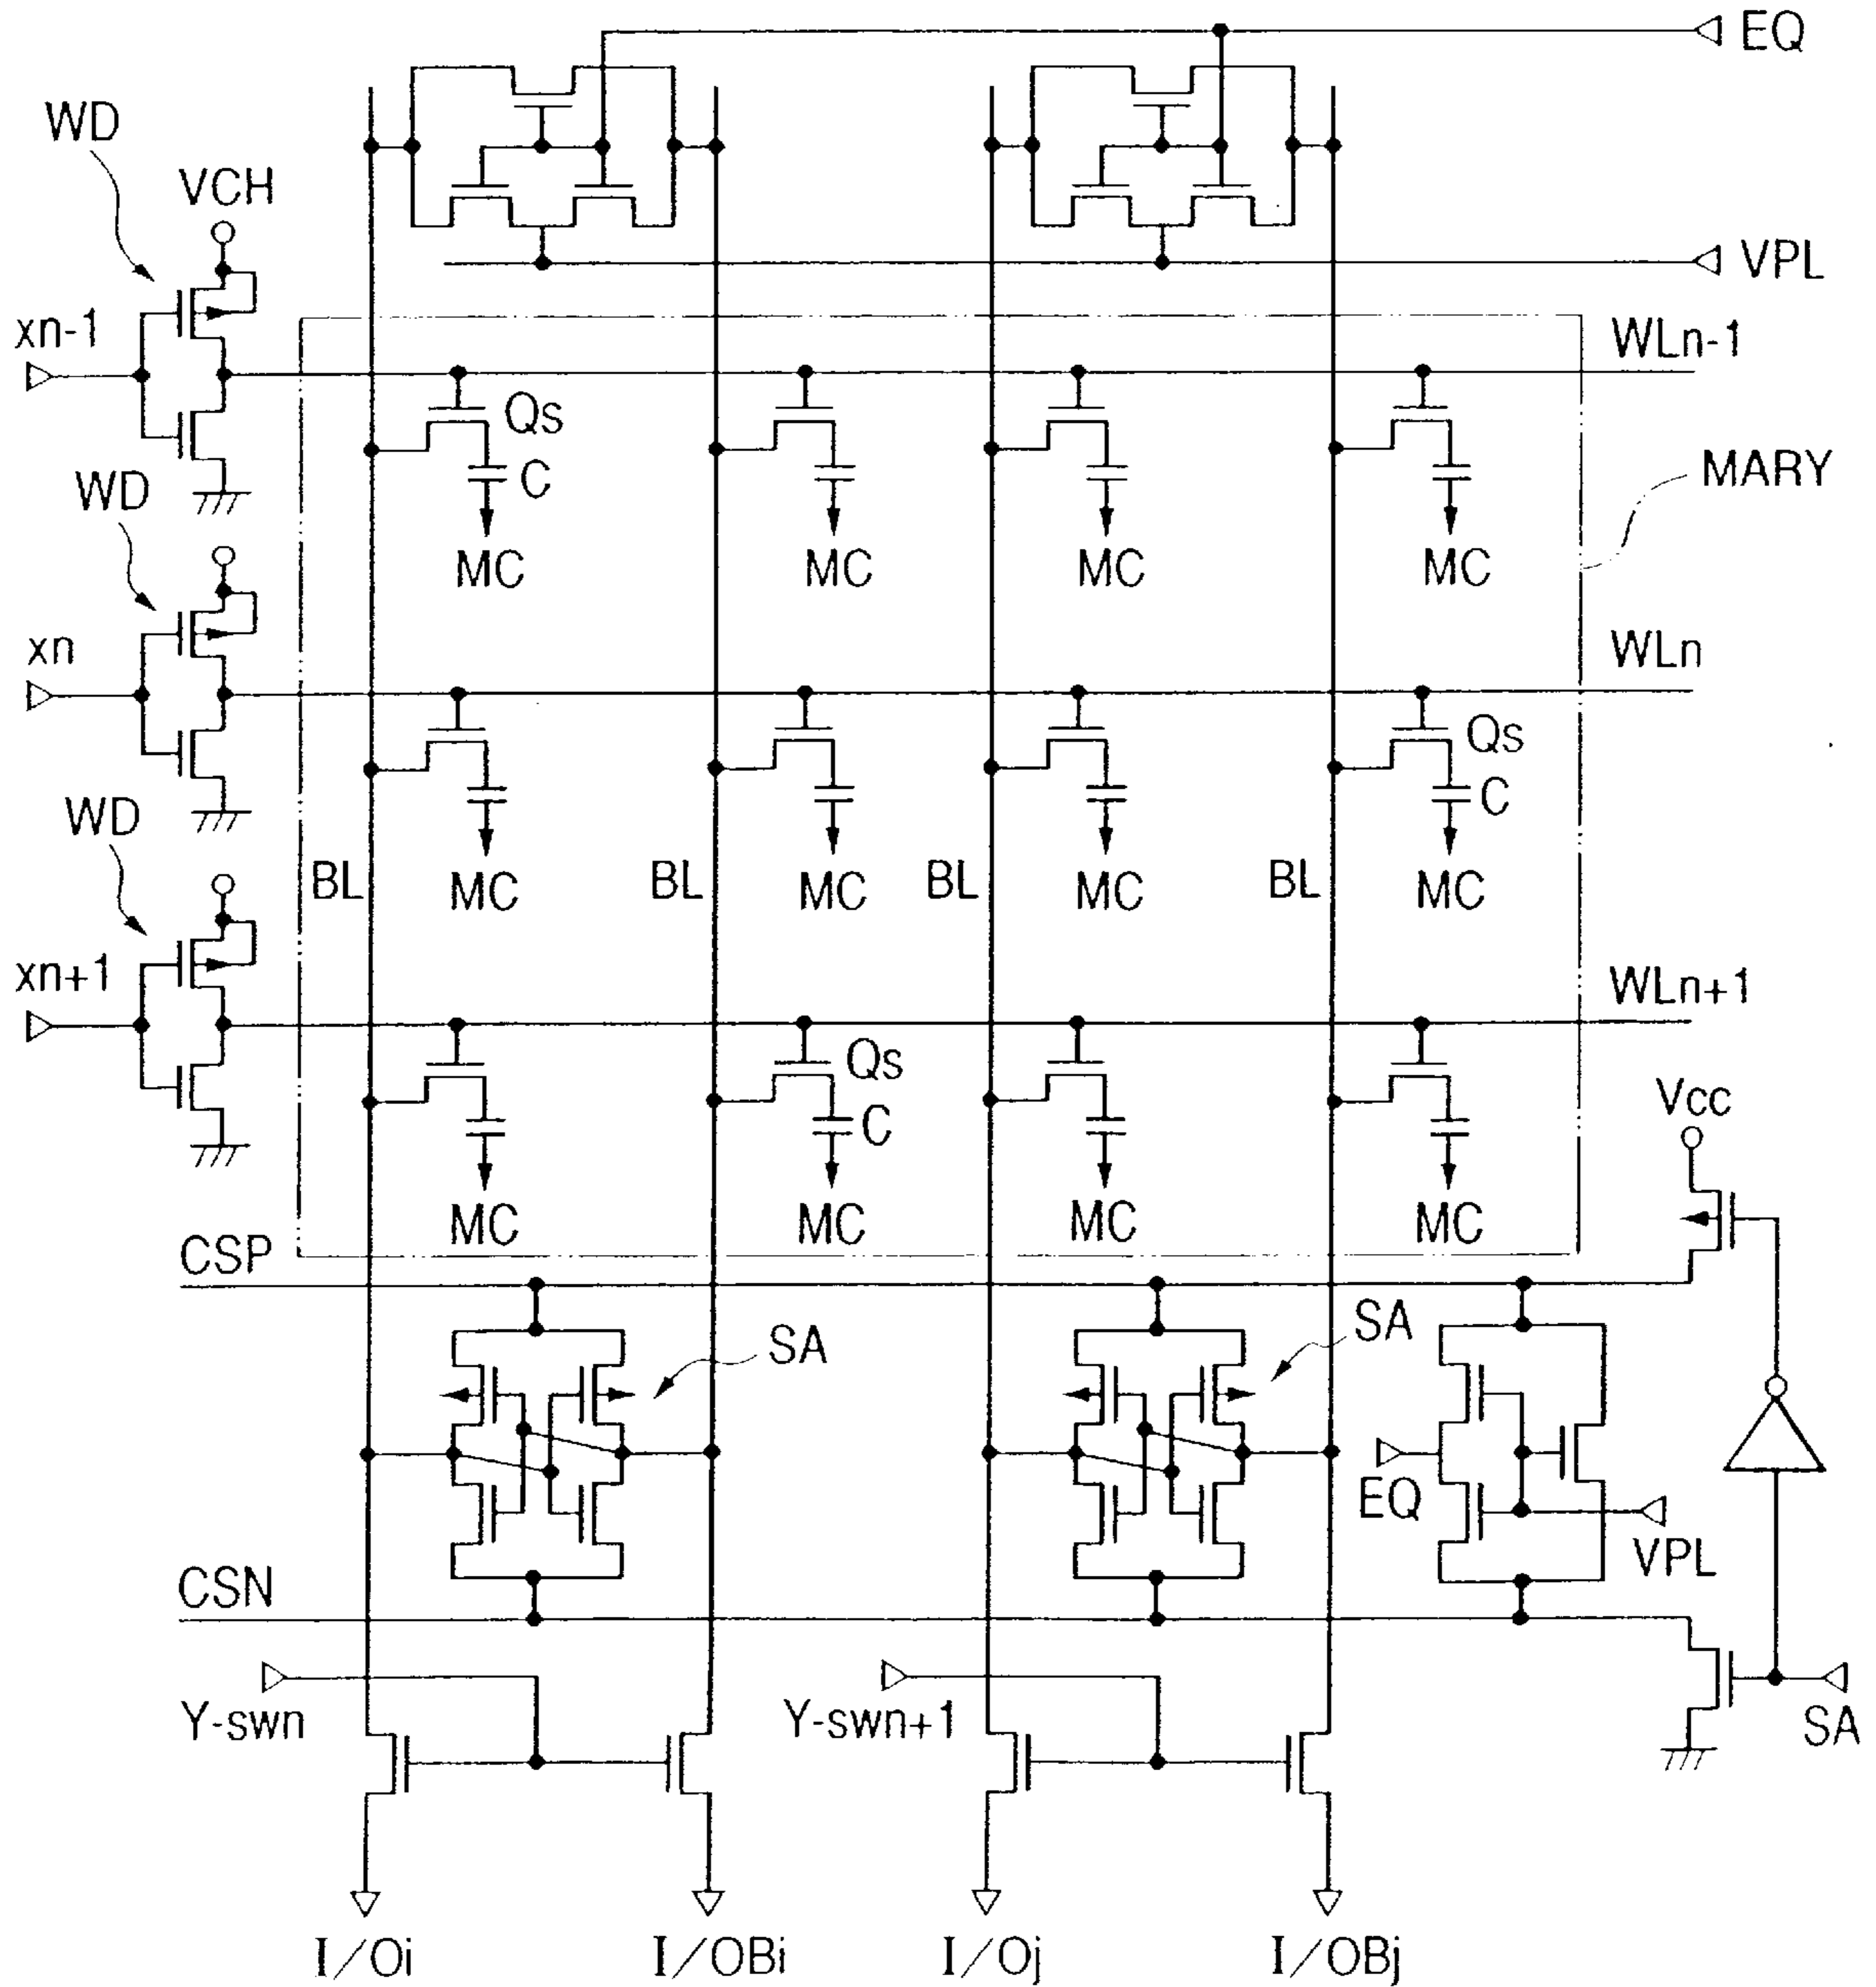 EQ
WD
VCH
VPL
xn-1
WLn-1
Qs
C
MARY
WD
MC MC MC MC
xn
WLn
Qs
C
WD
BL MC BL BL MC BL MC
MC
xn+1
WLn+1
Qs
C
Vcc
MC MC MC MC
CSP
SA
SA
EQ
VPL
CSN
Y-swn
Y-swn+1
SA
I/Oi I/OBi I/Oj I/OBj